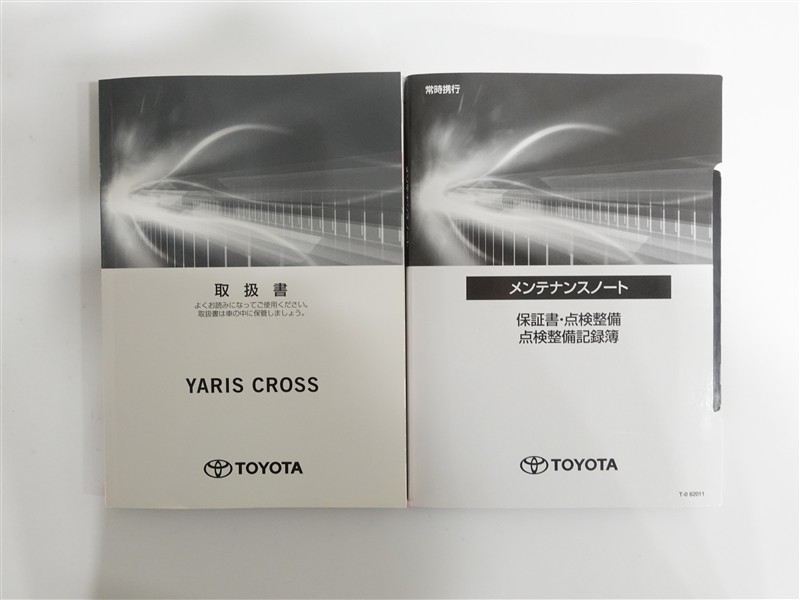 取扱書
よくお読みになってご使用ください。
取扱書は車の中に保管しましょう。
YARIS CROSS
TOYOTA
常時携行
メンテナンスノート
保証書・点検整備
点検整備記録簿
TOYOTA
T-0 62011